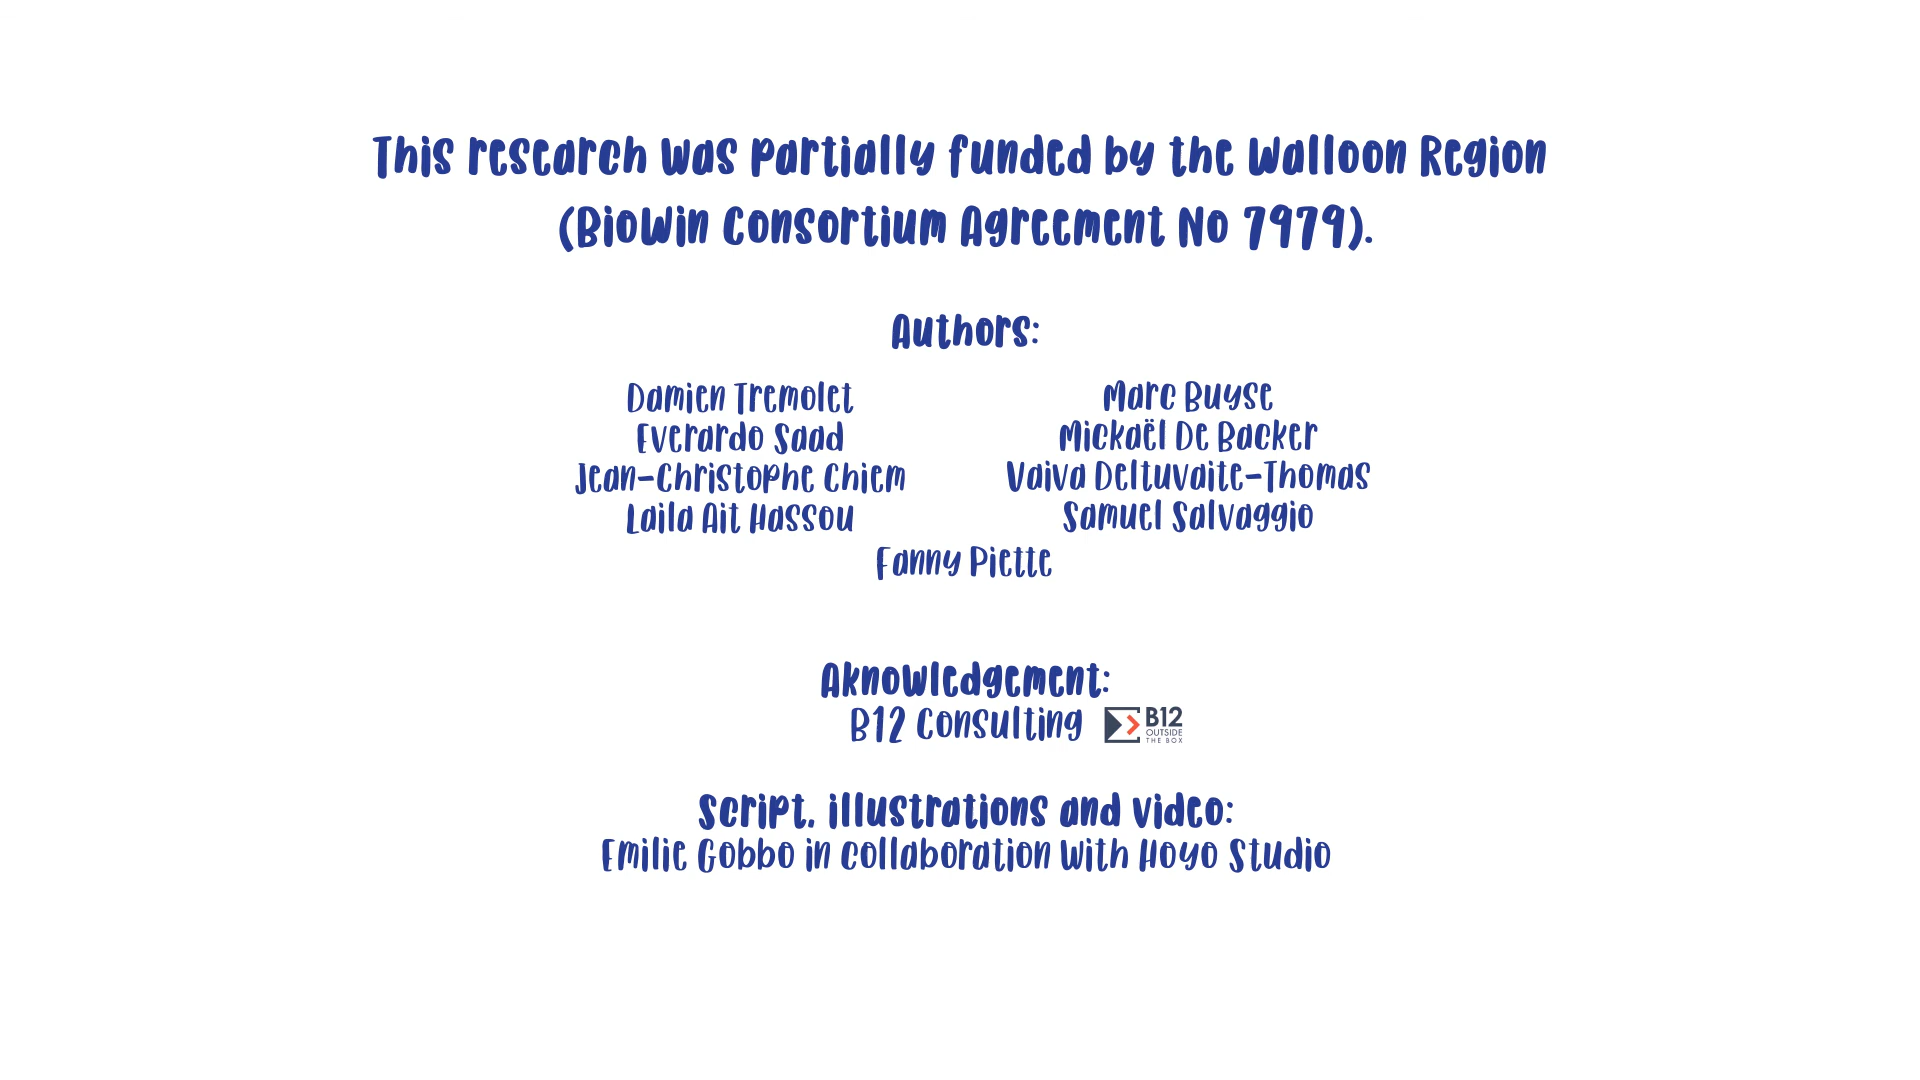 This research was partially funded by the Walloon Region
(BioWin Consortium Agreement No 7979).
Authors:
Damien Tremolet
Everardo Saad
Jean-Christophe Chiem
Laila Ait Hassou
Marc Buyse
Mickaël De Backer
Vaiva Deltuvaite-Thomas
Samuel Salvaggio
Fanny Piette
Aknowledgement:
B12 Consulting
B12
OUTSIDE
THE BOX
Script, illustrations and video:
Emilie Gobbo in collaboration with Hoyo Studio